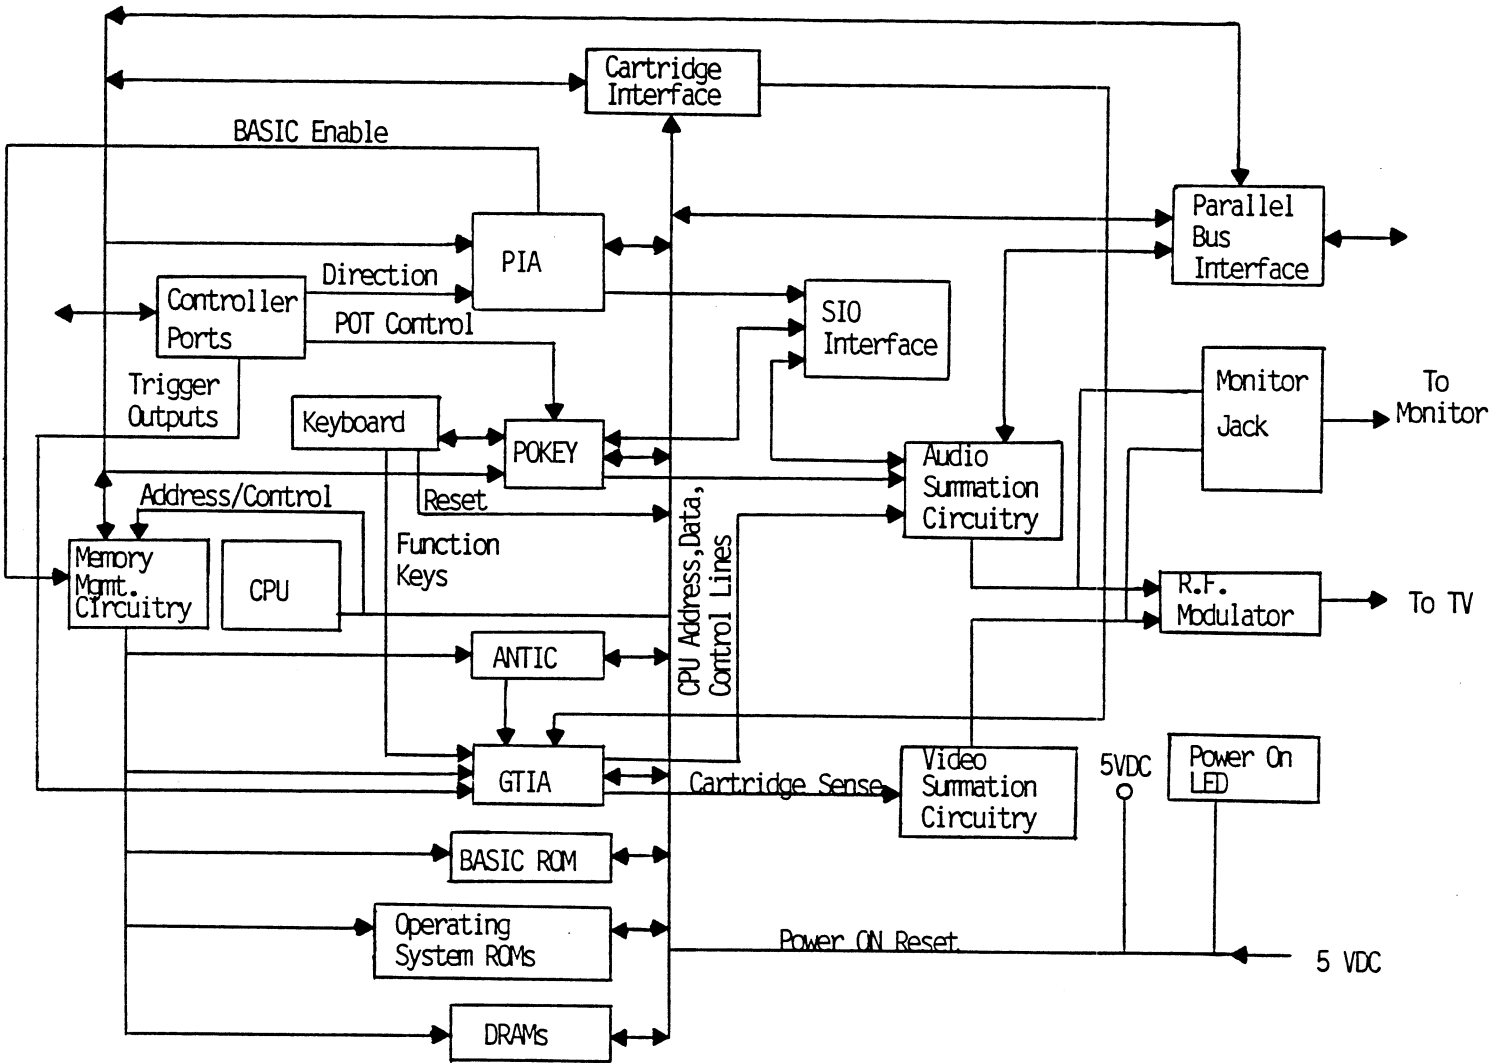 Cartridge
Interface
BASIC Enable
Parallel
Bus
Interface
PIA
Direction
Controller
Ports
POT Control
SIO
Interface
Trigger
Outputs
Monitor
Jack
To
Monitor
Keyboard
POKEY
Audio
Summation
Circuitry
Address/Control
Reset
CPU Address,Data,
Control Lines
Function
Keys
Memory
Mgmt.
CIrcuitry
CPU
R.F.
Modulator
To TV
ANTIC
GTIA
Cartridge Sense
Video
Summation
Circuitry
5VDC
Power On
LED
BASIC ROM
Operating
System ROMs
Power ON Reset
5 VDC
DRAMs